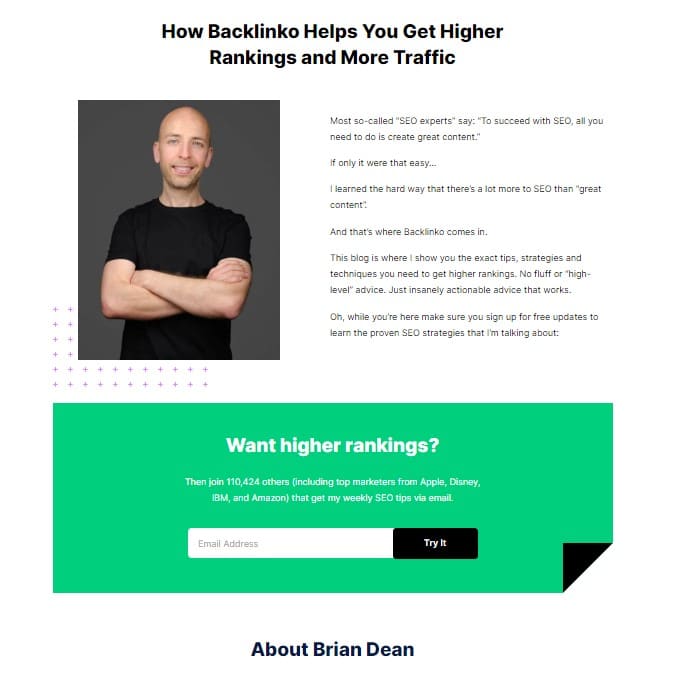 How Backlinko Helps You Get Higher
Rankings and More Traffic
Most so-called “SEO experts” say: “To succeed with SEO, all you
need to do is create great content.”
If only it were that easy…
I learned the hard way that there’s a lot more to SEO than “great
content”.
And that’s where Backlinko comes in.
This blog is where I show you the exact tips, strategies and
techniques you need to get higher rankings. No fluff or “high-
level” advice. Just insanely actionable advice that works.
Oh, while you’re here make sure you sign up for free updates to
learn the proven SEO strategies that I’m talking about:
Want higher rankings?
Then join 110,424 others (including top marketers from Apple, Disney,
IBM, and Amazon) that get my weekly SEO tips via email.
Email Address
Try It
About Brian Dean